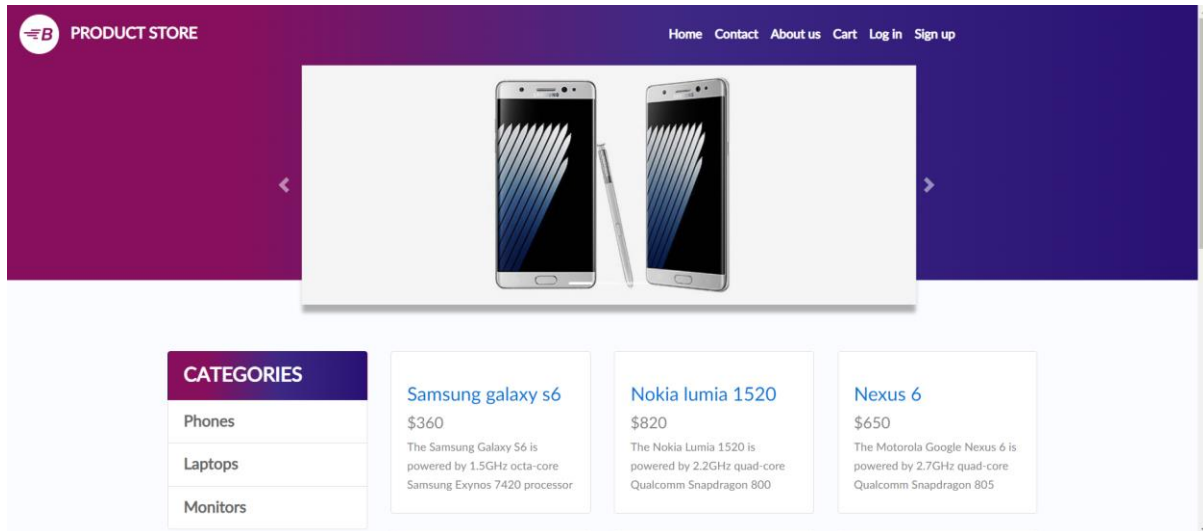 B PRODUCT STORE
Home Contact About us Cart Log in Sign up
SAMSUNG
CATEGORIES
Phones
Laptops
Monitors
Samsung galaxy s6
$360
The Samsung Galaxy S6 is
powered by 1.5GHz octa-core
Samsung Exynos 7420 processor
Nokia lumia 1520
$820
The Nokia Lumia 1520 is
powered by 2.2GHz quad-core
Qualcomm Snapdragon 800
Nexus 6
$650
The Motorola Google Nexus 6 is
powered by 2.7GHz quad-core
Qualcomm Snapdragon 805